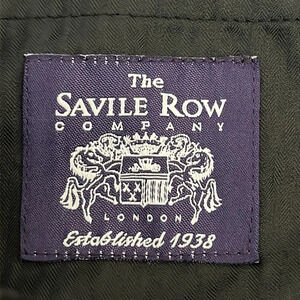 The
SAVILE ROW
COMPANY
LONDON
Established 1938